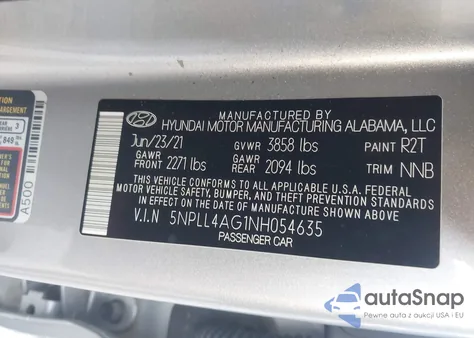 MANUFACTURED BY
HYUNDAI MOTOR MANUFACTURING ALABAMA, LLC
Jun/23/21 GVWR 3858 lbs PAINT R2T
GAWR FRONT 2271 lbs GAWR REAR 2094 lbs TRIM NNB
THIS VEHICLE CONFORMS TO ALL APPLICABLE U.S.A. FEDERAL
MOTOR VEHICLE SAFETY, BUMPER, AND THEFT PREVENTION STANDARDS
IN EFFECT ON THE DATE OF MANUFACTURE SHOWN ABOVE.
V.I.N 5NPLL4AG1NH054635
PASSENGER CAR
A500
3
849
autaSnap
Pewne auta z aukcji USA i EU